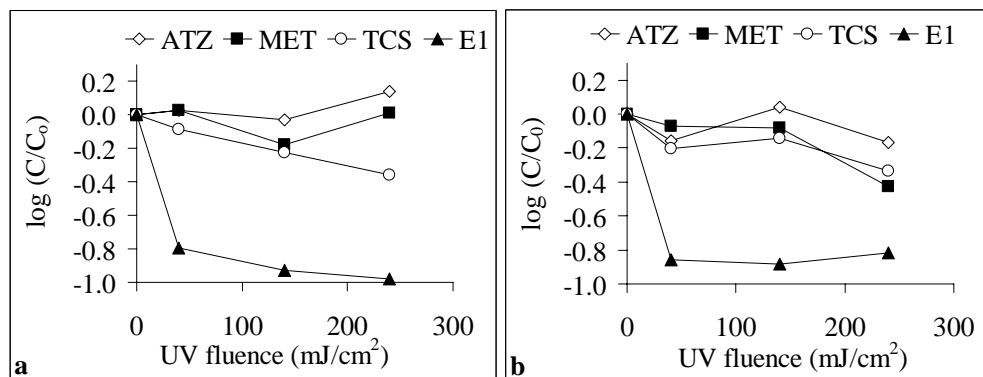 ATZ MET TCS E1
0.2
0.0
-0.2
-0.4
-0.6
-0.8
-1.0
log (C/Cₒ)
0 100 200 300
UV fluence (mJ/cm²)
a
ATZ MET TCS E1
0.2
0.0
-0.2
-0.4
-0.6
-0.8
-1.0
log (C/C₀)
0 100 200 300
UV fluence (mJ/cm²)
b